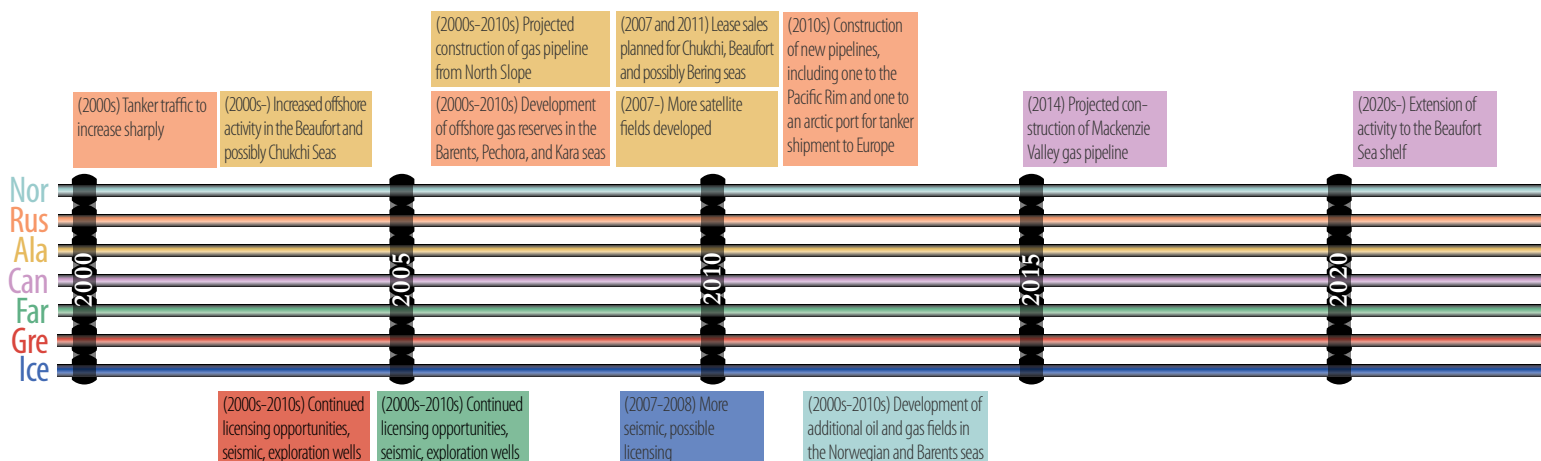 (2000s-2010s) Projected
construction of gas pipeline
from North Slope
(2007 and 2011) Lease sales
planned for Chukchi, Beaufort
and possibly Bering seas
(2010s) Construction
of new pipelines,
including one to the
Pacific Rim and one to
an arctic port for tanker
shipment to Europe
(2000s) Tanker traffic to
increase sharply
(2000s-) Increased offshore
activity in the Beaufort and
possibly Chukchi Seas
(2000s-2010s) Development
of offshore gas reserves in the
Barents, Pechora, and Kara seas
(2007-) More satellite
fields developed
(2014) Projected con-
struction of Mackenzie
Valley gas pipeline
(2020s-) Extension of
activity to the Beaufort
Sea shelf
Nor
Rus
Ala
Can
Far
Gre
Ice
2000
2005
2010
2015
2020
(2000s-2010s) Continued
licensing opportunities,
seismic, exploration wells
(2000s-2010s) Continued
licensing opportunities,
seismic, exploration wells
(2007-2008) More
seismic, possible
licensing
(2000s-2010s) Development of
additional oil and gas fields in
the Norwegian and Barents seas